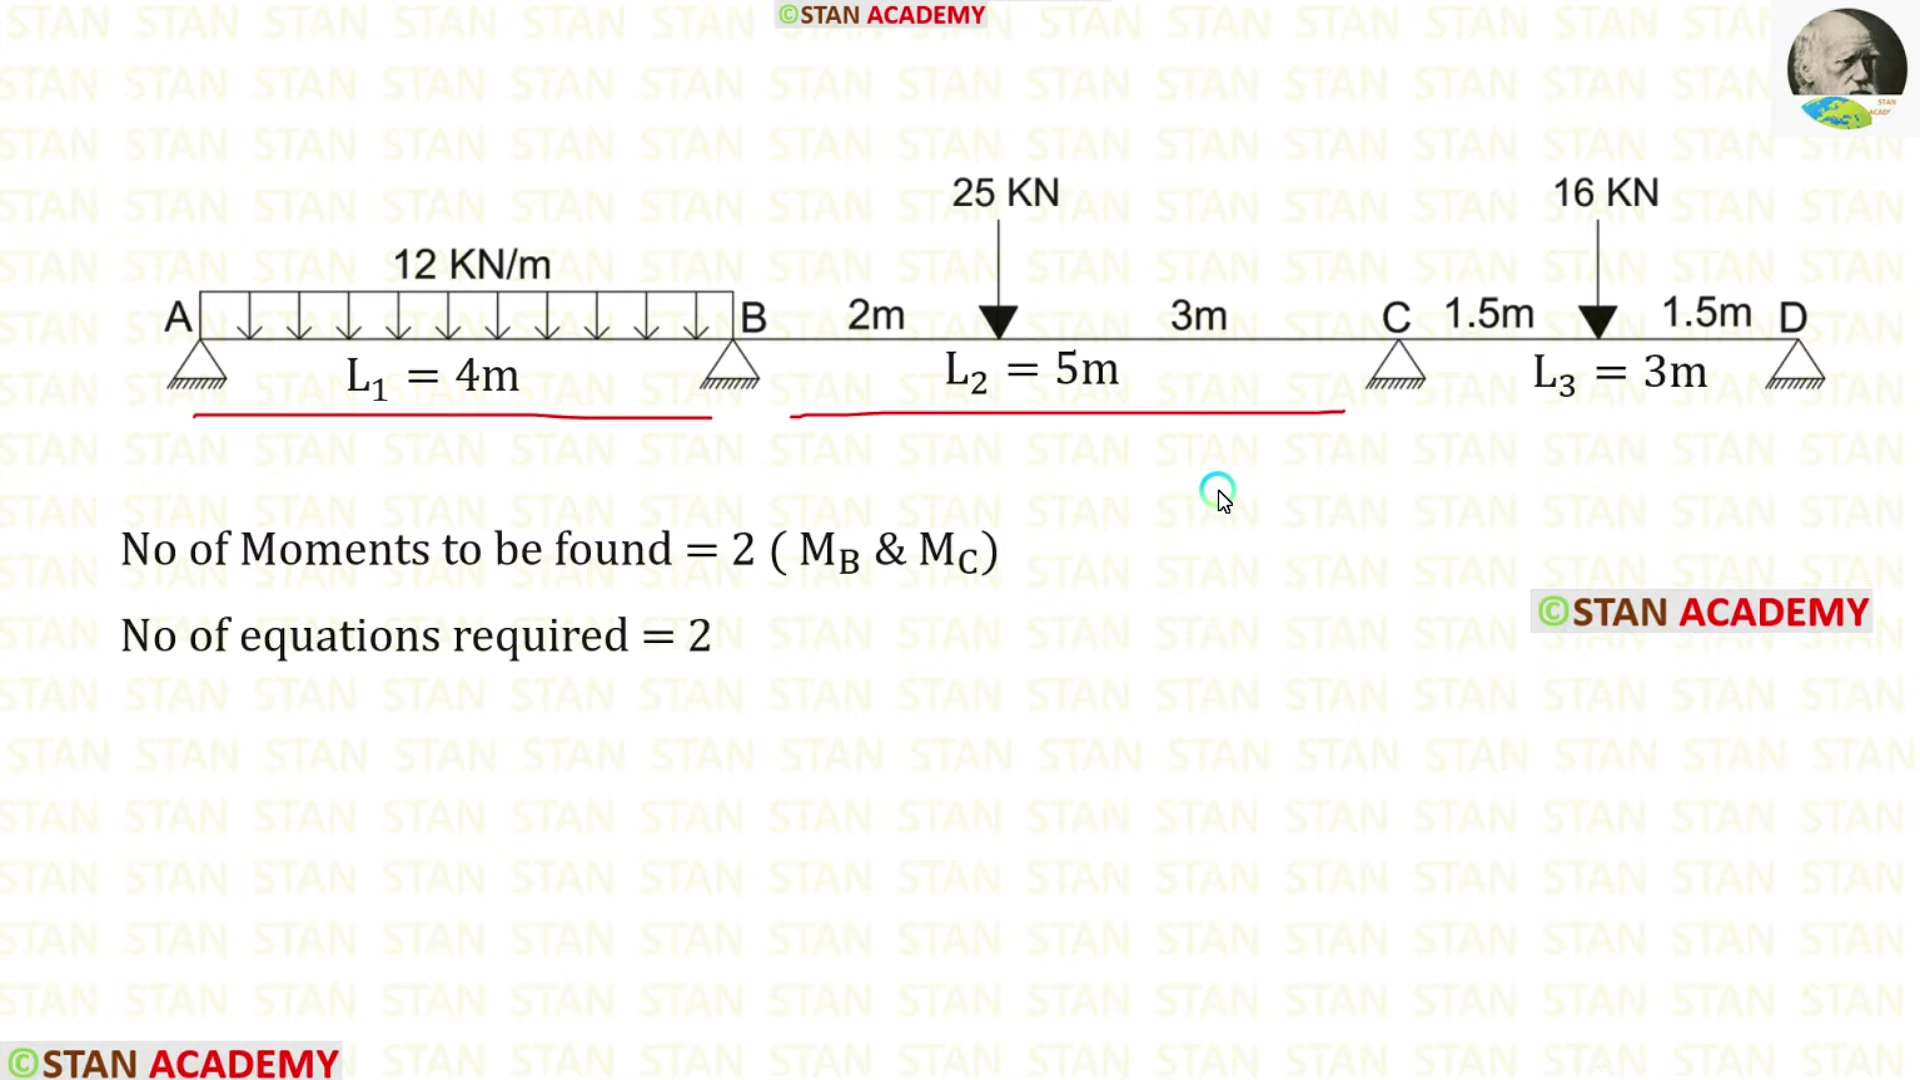 ©STAN ACADEMY
STAN
ACADY
25 KN
16 KN
12 KN/m
A
B
2m
3m
C
1.5m
1.5m
D
L₁ = 4m
L₂ = 5m
L₃ = 3m
No of Moments to be found = 2 ( M_B & M_C)
No of equations required = 2
©STAN ACADEMY
©STAN ACADEMY